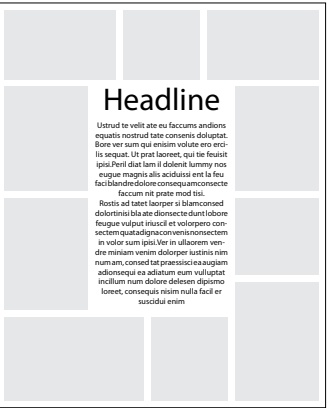 Headline
Ustrud te velit ate eu faccums andions
equatis nostrud tate consenis doluptat.
Bore ver sum qui enisim volute ero erci-
lis sequat. Ut prat laoreet, qui tie feuisit
ipisi.Peril diat lam il dolenit lummy nos
eugue magnis alis aciduissi ent la feu
faci blandre dolore consequam consecte
faccum nit prate mod tisi.
Rostis ad tatet laorper si blamconsed
dolortinisi bla ate dionsecte dunt lobore
feugue vulput iriuscil et volorpero con-
sectem quat adigna con venis nonsectem
in volor sum ipisi.Ver in ullaorem ven-
dre miniam venim dolorper iustinis nim
num am, consed tat praessisci ea augiam
adionsequi ea adiatum eum vulluptat
incillum num dolore delesen dipismo
loreet, consequis nisim nulla facil er
suscidui enim